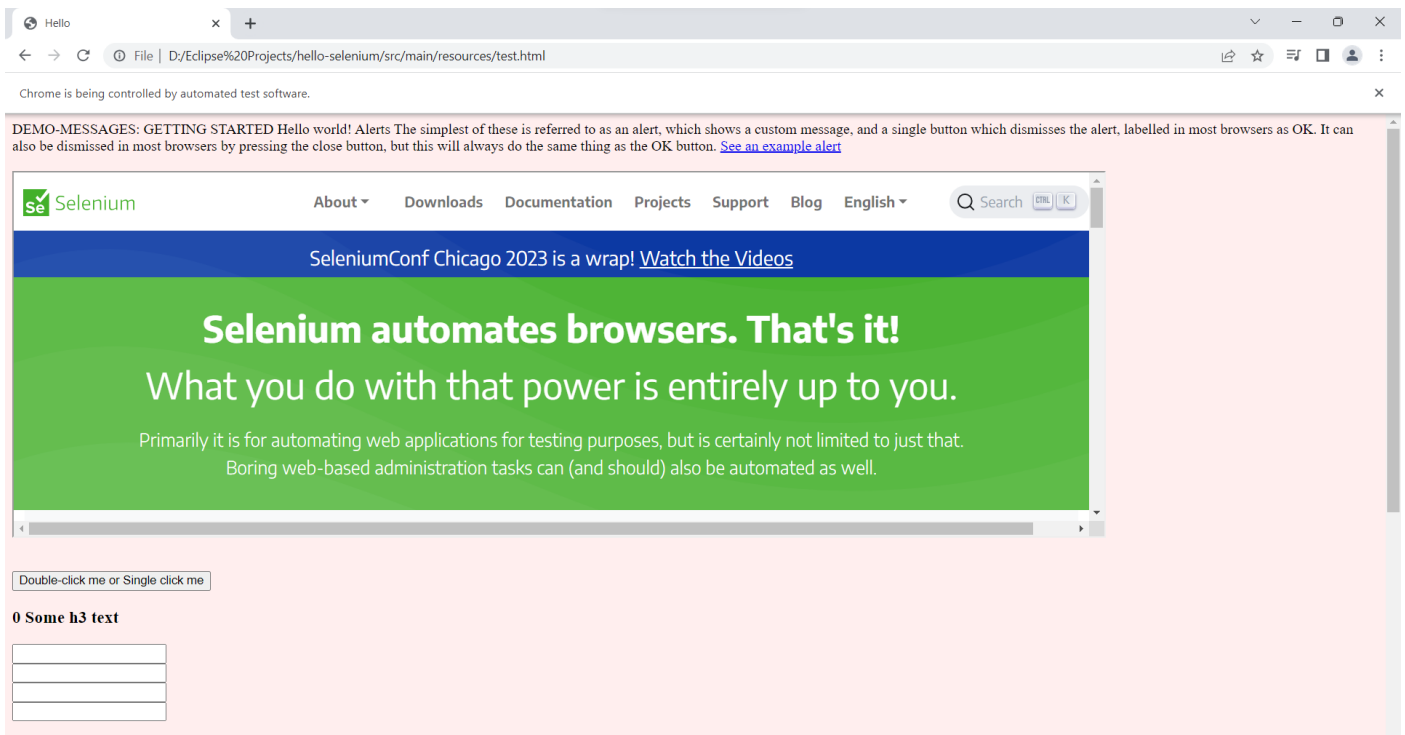 Hello
File | D:/Eclipse%20Projects/hello-selenium/src/main/resources/test.html
Chrome is being controlled by automated test software.
DEMO-MESSAGES: GETTING STARTED Hello world! Alerts The simplest of these is referred to as an alert, which shows a custom message, and a single button which dismisses the alert, labelled in most browsers as OK. It can
also be dismissed in most browsers by pressing the close button, but this will always do the same thing as the OK button. See an example alert
Se Selenium About Downloads Documentation Projects Support Blog English Search CTRL K
SeleniumConf Chicago 2023 is a wrap! Watch the Videos
Selenium automates browsers. That's it!
What you do with that power is entirely up to you.
Primarily it is for automating web applications for testing purposes, but is certainly not limited to just that.
Boring web-based administration tasks can (and should) also be automated as well.
Double-click me or Single click me
0 Some h3 text